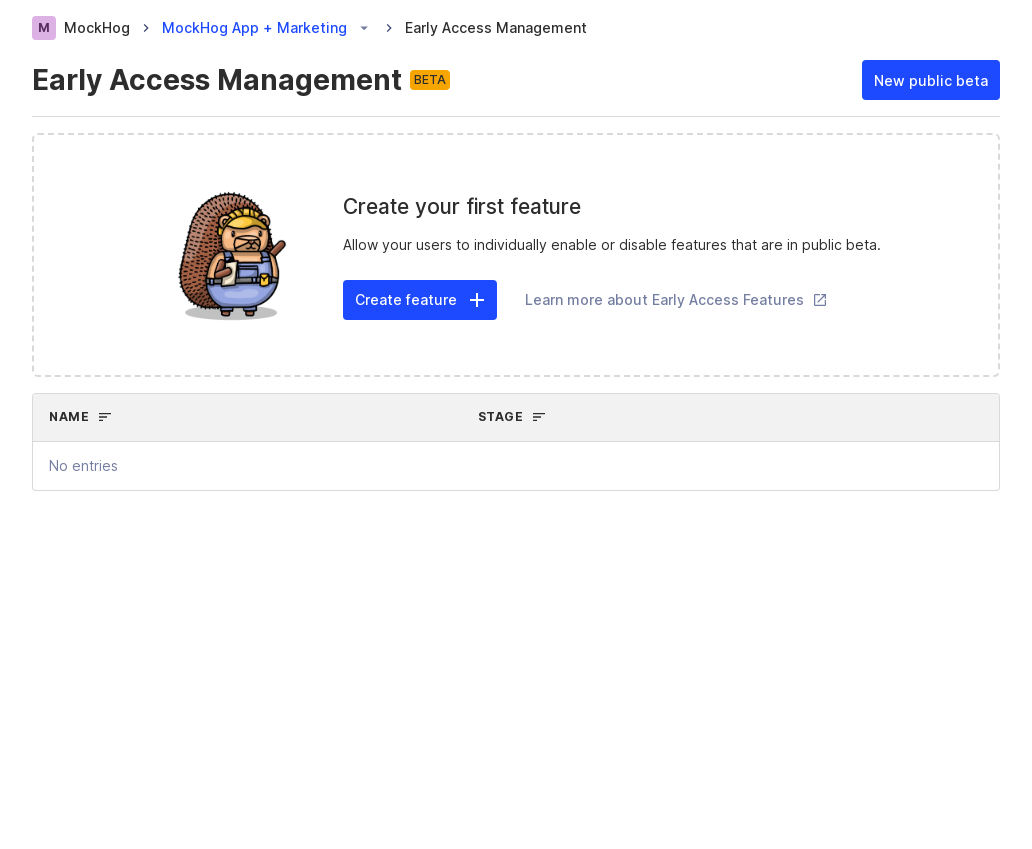 M MockHog MockHog App + Marketing Early Access Management
Early Access Management BETA
New public beta
Create your first feature
Allow your users to individually enable or disable features that are in public beta.
Create feature
Learn more about Early Access Features
NAME STAGE
No entries